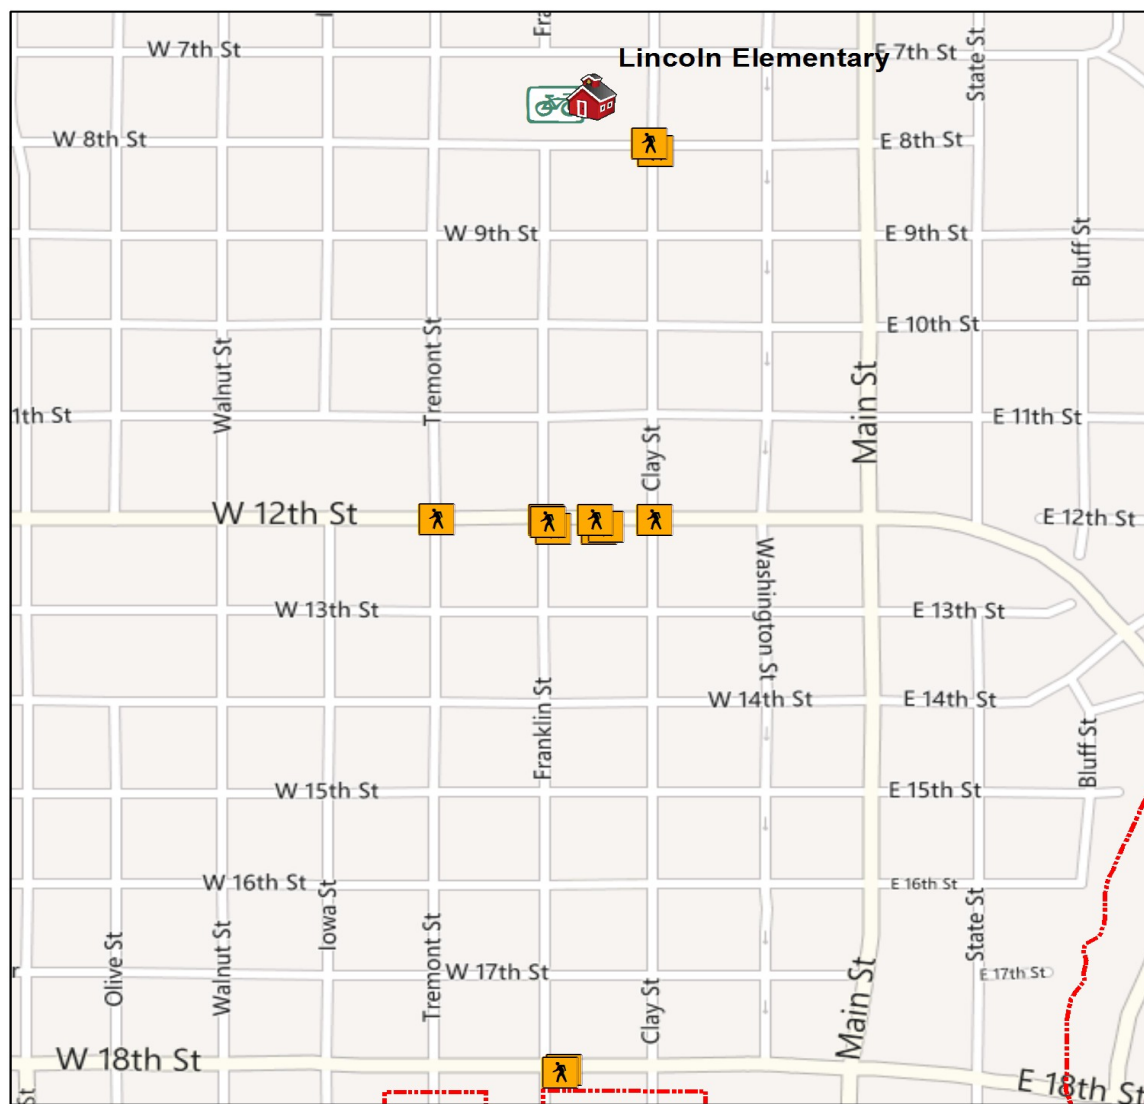 Fra
W 7th St
Lincoln Elementary
E 7th St
State St
W 8th St
E 8th St
W 9th St
E 9th St
Bluff St
E 10th St
Walnut St
Tremont St
Main St
1th St
E 11th St
Clay St
W 12th St
E 12th St
Washington St
W 13th St
E 13th St
W 14th St
E 14th St
Franklin St
Bluff St
W 15th St
E 15th St
W 16th St
E 16th St
Iowa St
State St
Olive St
Walnut St
Tremont St
r
W 17th St
E 17th St
Clay St
Main St
W 18th St
E 18th St
St